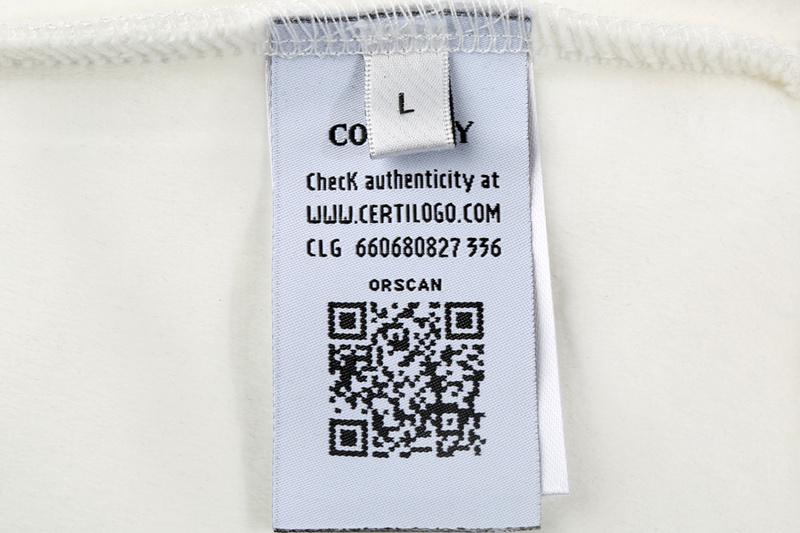 L
Check authenticity at
WWW.CERTILOGO.COM
CLG 660680827 336
ORSCAN